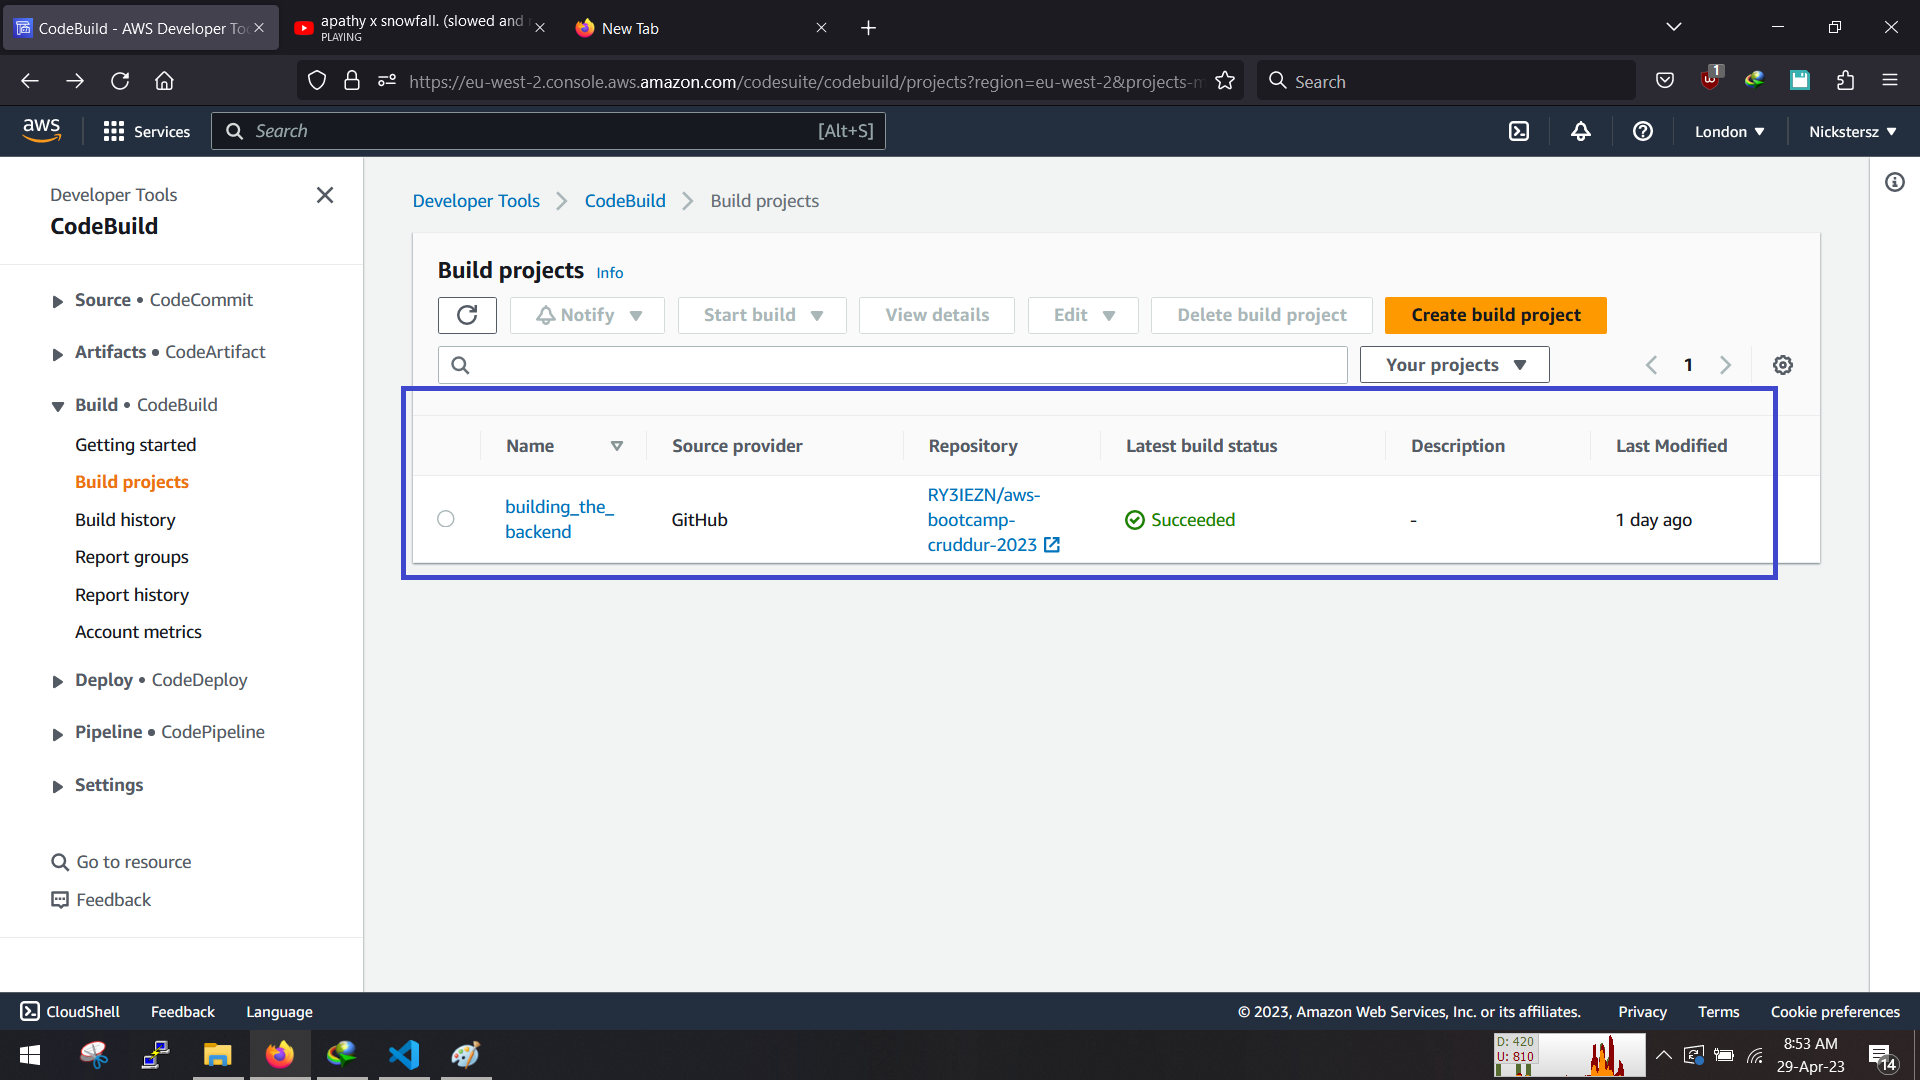 CodeBuild - AWS Developer To
apathy x snowfall. (slowed and
PLAYING
New Tab
https://eu-west-2.console.aws.amazon.com/codesuite/codebuild/projects?region=eu-west-2&projects-m
Search
1
aws
Services
Search
[Alt+S]
London
Nickstersz
Developer Tools
CodeBuild
Source • CodeCommit
Artifacts • CodeArtifact
Build • CodeBuild
Getting started
Build projects
Build history
Report groups
Report history
Account metrics
Deploy • CodeDeploy
Pipeline • CodePipeline
Settings
Go to resource
Feedback
Developer Tools
CodeBuild
Build projects
Build projects Info
Notify
Start build
View details
Edit
Delete build project
Create build project
Your projects
1
Name
Source provider
Repository
Latest build status
Description
Last Modified
building_the_
backend
GitHub
RY3IEZN/aws-
bootcamp-
cruddur-2023
Succeeded
-
1 day ago
CloudShell
Feedback
Language
© 2023, Amazon Web Services, Inc. or its affiliates.
Privacy
Terms
Cookie preferences
D: 420
U: 810
8:53 AM
29-Apr-23
14